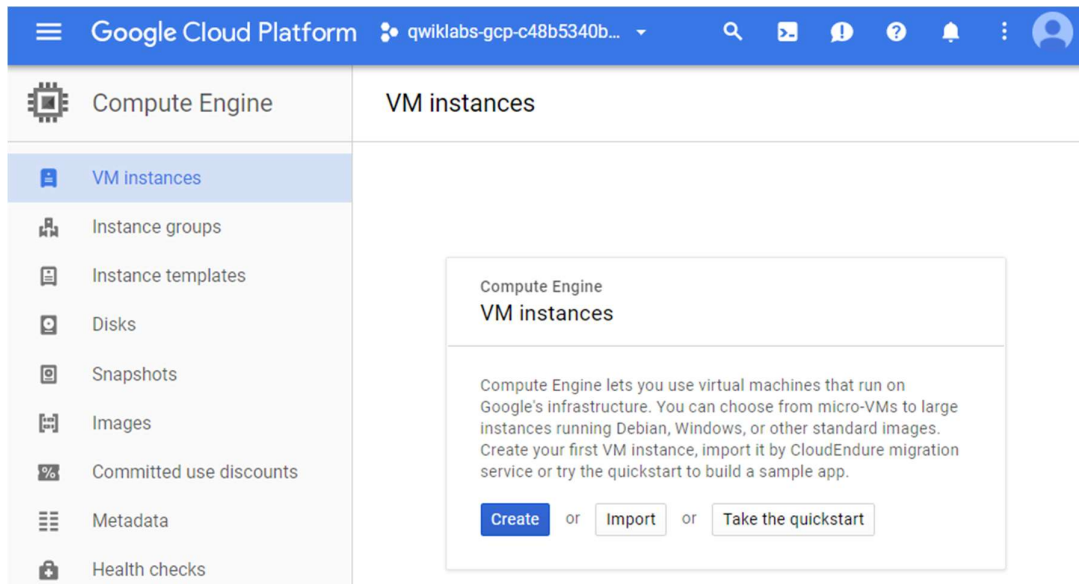 Google Cloud Platform qwiklabs-gcp-c48b5340b...
Compute Engine
VM instances
VM instances
Instance groups
Instance templates
Disks
Snapshots
Images
Committed use discounts
Metadata
Health checks
Compute Engine
VM instances
Compute Engine lets you use virtual machines that run on
Google's infrastructure. You can choose from micro-VMs to large
instances running Debian, Windows, or other standard images.
Create your first VM instance, import it by CloudEndure migration
service or try the quickstart to build a sample app.
Create or Import or Take the quickstart